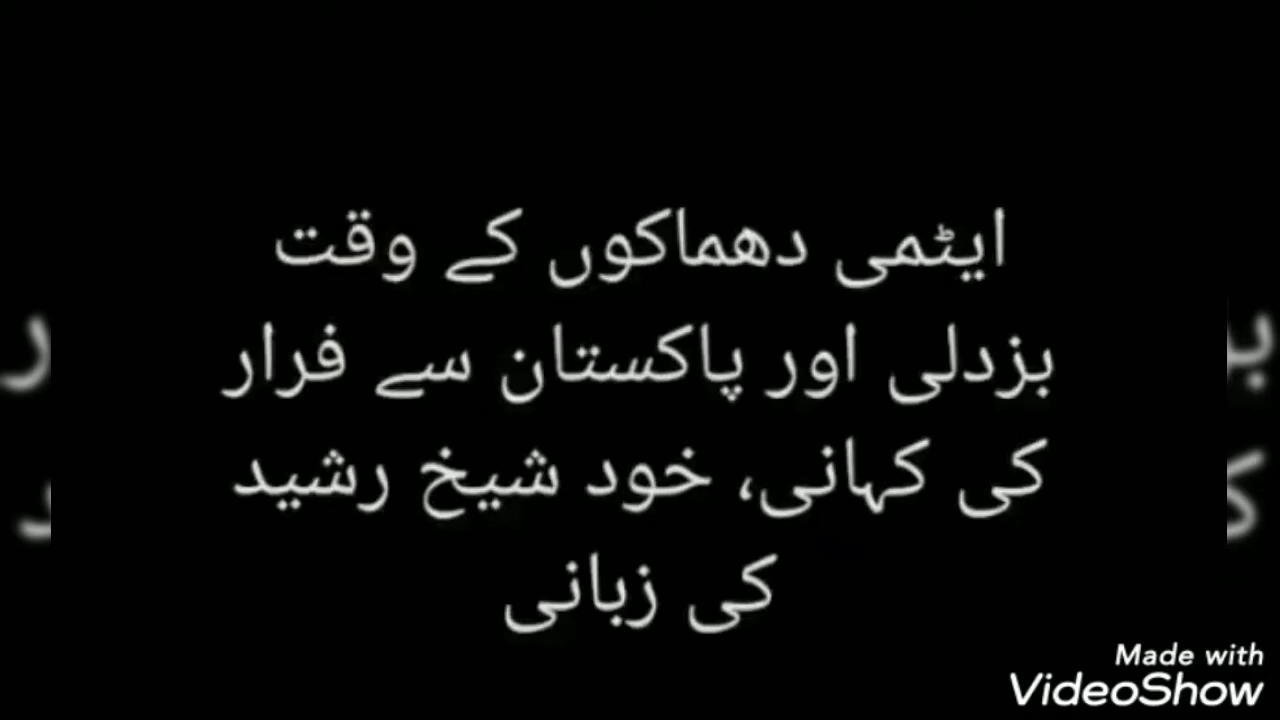 ایٹمی دھماکوں کے وقت
بزدلی اور پاکستان سے فرار
کی کہانی، خود شیخ رشید
کی زبانی
Made with
VideoShow